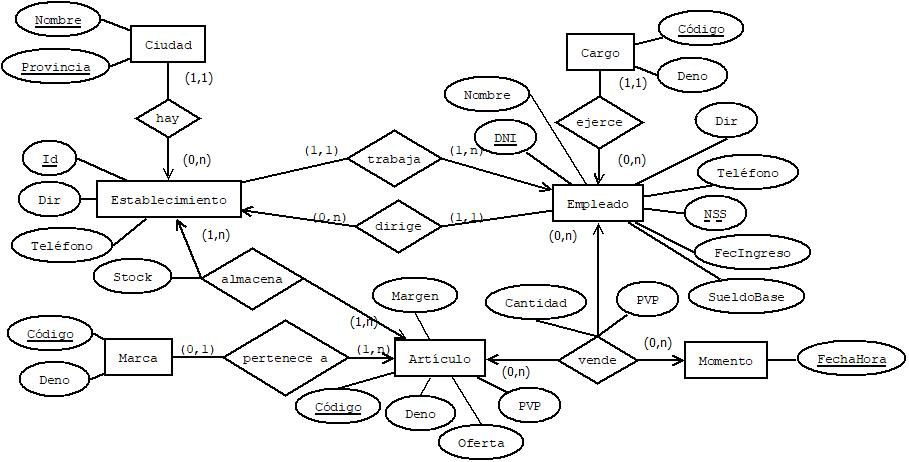 Nombre
Ciudad
Código
Cargo
Provincia
(1,1)
Deno
(1,1)
Nombre
hay
ejerce
Dir
DNI
(1,1)
trabaja
(1,n)
Id
(0,n)
(0,n)
Teléfono
Dir
Establecimiento
Empleado
NSS
(0,n)
dirige
(1,1)
Teléfono
(1,n)
(0,n)
FecIngreso
Stock
almacena
Margen
Cantidad
PVP
SueldoBase
(1,n)
Código
Marca
(0,1)
pertenece a
(1,n)
Artículo
(0,n)
vende
(0,n)
Momento
FechaHora
Deno
Código
Deno
PVP
Oferta